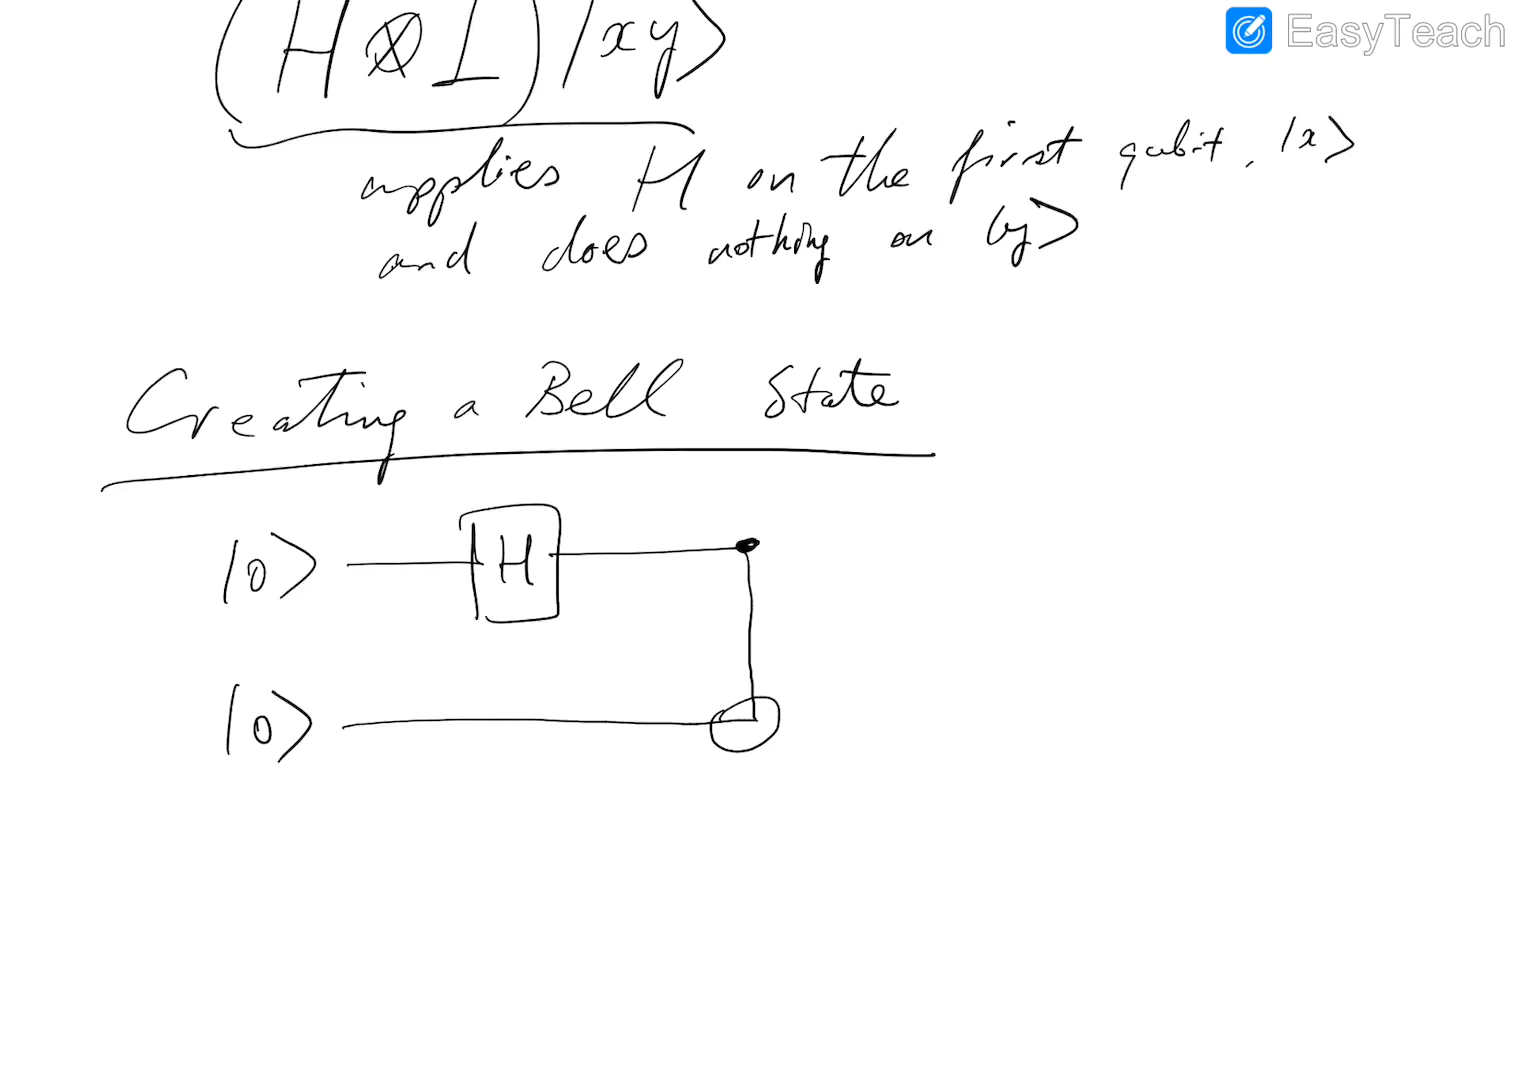 EasyTeach
(H ⊗ I) |xy⟩
applies H on the first qubit, |x⟩
and does nothing on |y⟩
Creating a Bell State
|0⟩ H
|0⟩